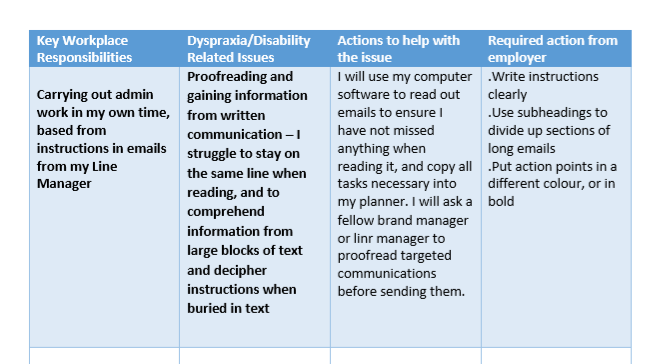 Key Workplace
Responsibilities
Dyspraxia/Disability
Related Issues
Actions to help with
the issue
Required action from
employer
Carrying out admin
work in my own time,
based from
instructions in emails
from my Line
Manager
Proofreading and
gaining information
from written
communication – I
struggle to stay on
the same line when
reading, and to
comprehend
information from
large blocks of text
and decipher
instructions when
buried in text
I will use my computer
software to read out
emails to ensure I
have not missed
anything when
reading it, and copy all
tasks necessary into
my planner. I will ask a
fellow brand manager
or linr manager to
proofread targeted
communications
before sending them.
.Write instructions
clearly
.Use subheadings to
divide up sections of
long emails
.Put action points in a
different colour, or in
bold